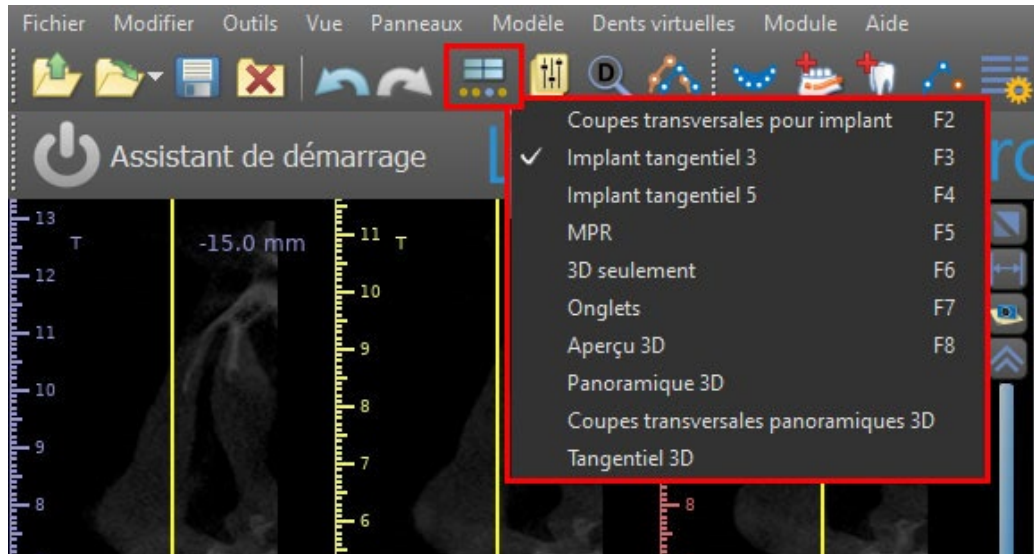 Fichier Modifier Outils Vue Panneaux Modèle Dents virtuelles Module Aide
D
Coupes transversales pour implant F2
Assistant de démarrage
Implant tangentiel 3 F3
Implant tangentiel 5 F4
MPR F5
3D seulement F6
Onglets F7
Aperçu 3D F8
Panoramique 3D
Coupes transversales panoramiques 3D
Tangentiel 3D
13
T
-15.0 mm
12
11
10
9
8
11
T
10
9
8
7
6
8